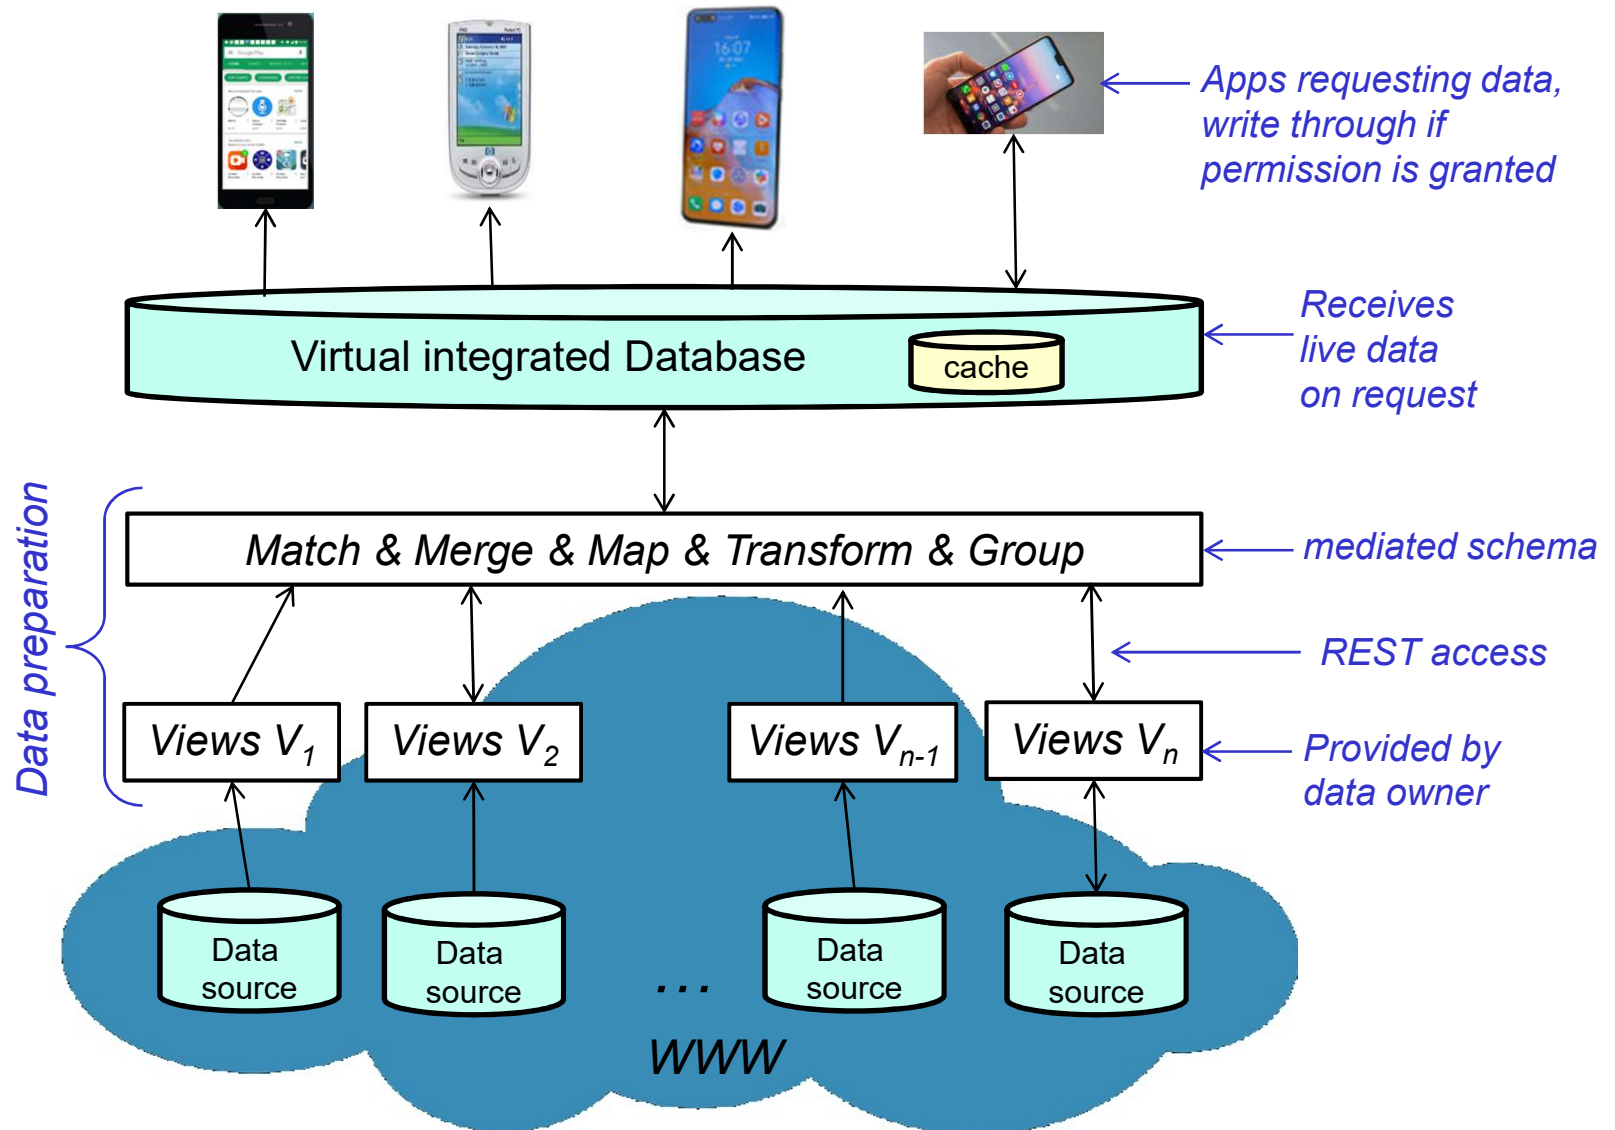 Google Play
16:07
Apps requesting data,
write through if
permission is granted
Virtual integrated Database
cache
Receives
live data
on request
Data preparation
Match & Merge & Map & Transform & Group
mediated schema
REST access
Views V1
Views V2
Views Vn-1
Views Vn
Provided by
data owner
Data
source
Data
source
...
Data
source
Data
source
WWW